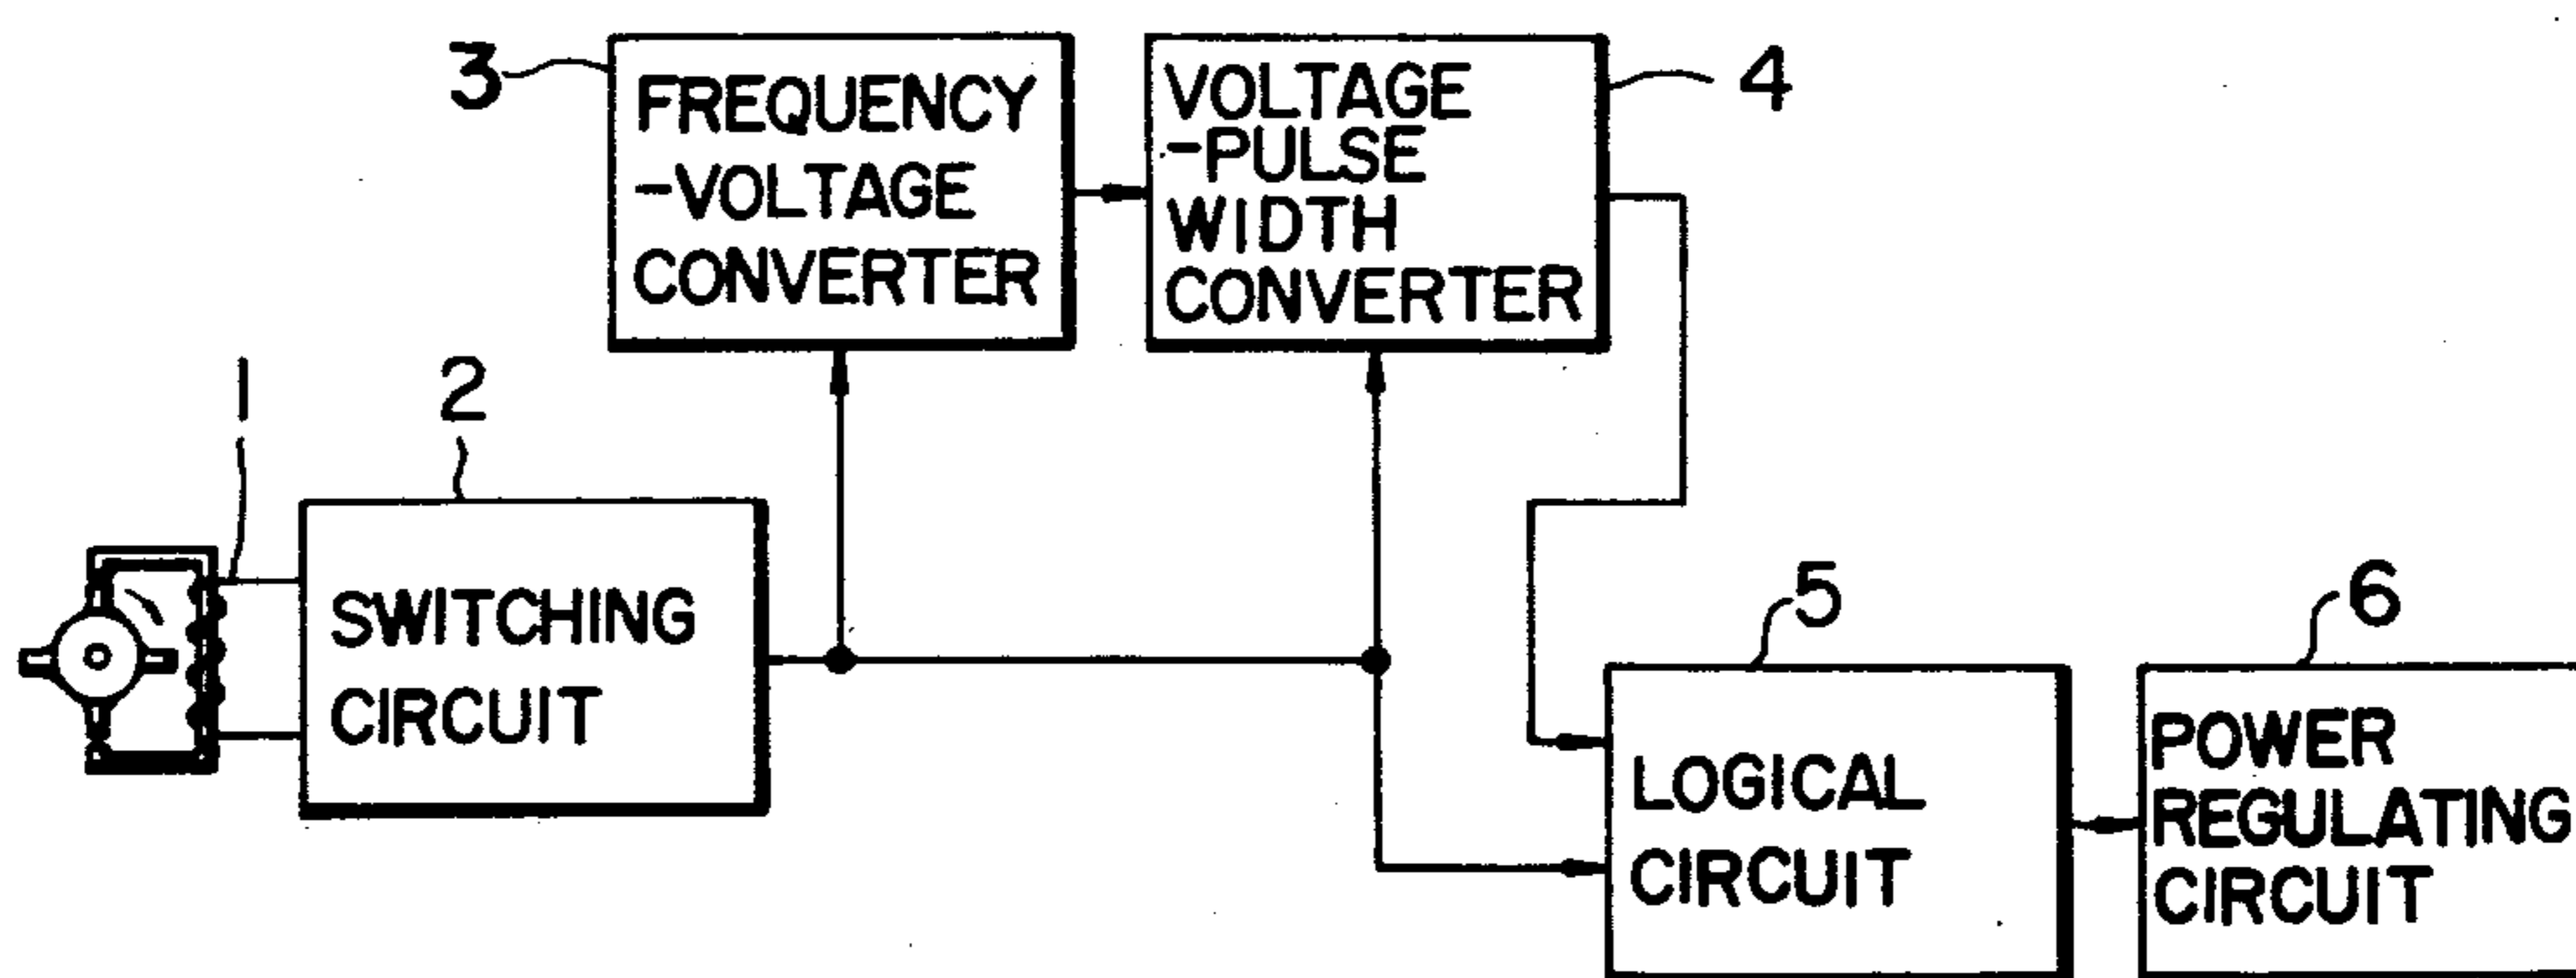 3
FREQUENCY
-VOLTAGE
CONVERTER
VOLTAGE
-PULSE
WIDTH
CONVERTER
4
1
2
SWITCHING
CIRCUIT
5
LOGICAL
CIRCUIT
6
POWER
REGULATING
CIRCUIT